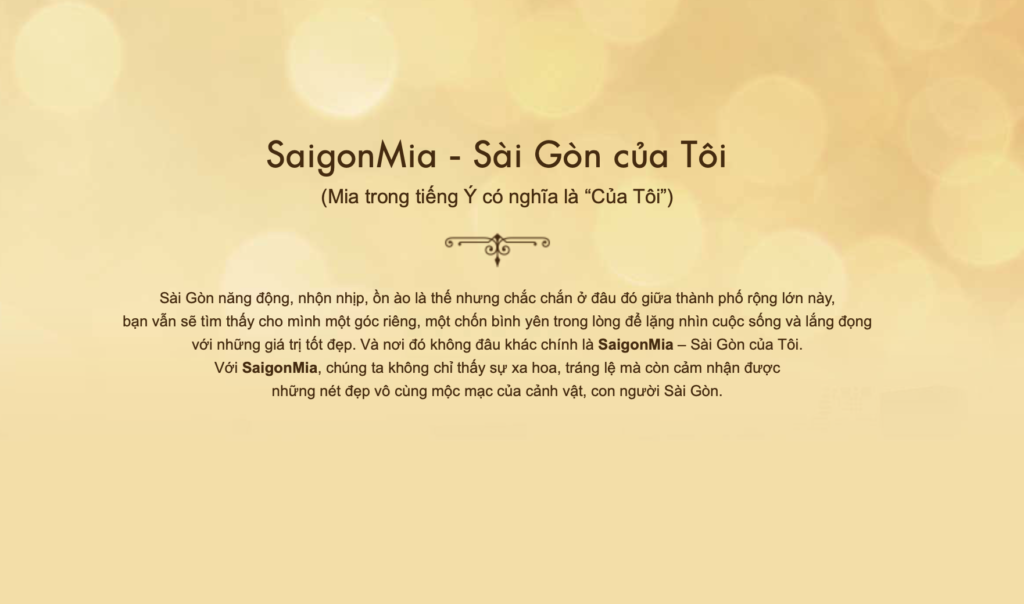 SaigonMia - Sài Gòn của Tôi
(Mia trong tiếng Ý có nghĩa là “Của Tôi”)
Sài Gòn năng động, nhộn nhịp, ồn ào là thế nhưng chắc chắn ở đâu đó giữa thành phố rộng lớn này,
bạn vẫn sẽ tìm thấy cho mình một góc riêng, một chốn bình yên trong lòng để lặng nhìn cuộc sống và lắng đọng
với những giá trị tốt đẹp. Và nơi đó không đâu khác chính là SaigonMia – Sài Gòn của Tôi.
Với SaigonMia, chúng ta không chỉ thấy sự xa hoa, tráng lệ mà còn cảm nhận được
những nét đẹp vô cùng mộc mạc của cảnh vật, con người Sài Gòn.